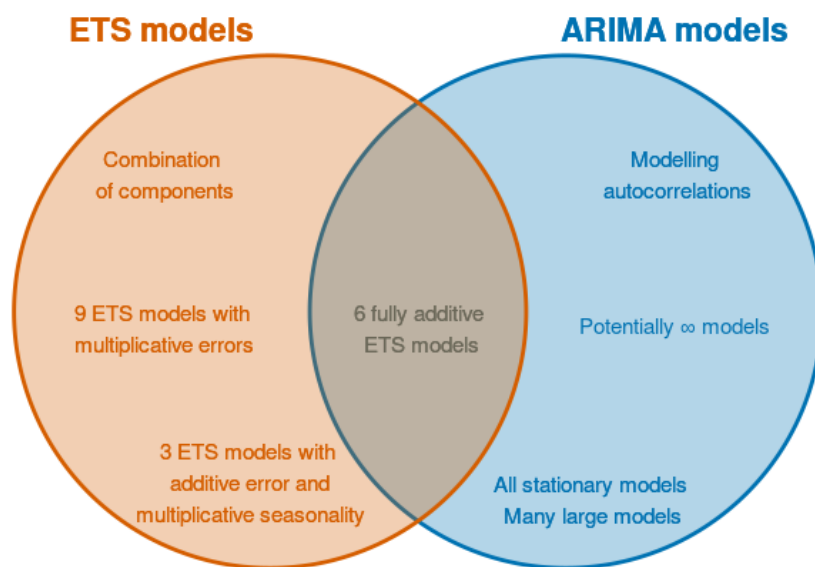 ETS models
ARIMA models
Combination
of components
Modelling
autocorrelations
9 ETS models with
multiplicative errors
6 fully additive
ETS models
Potentially ∞ models
3 ETS models with
additive error and
multiplicative seasonality
All stationary models
Many large models